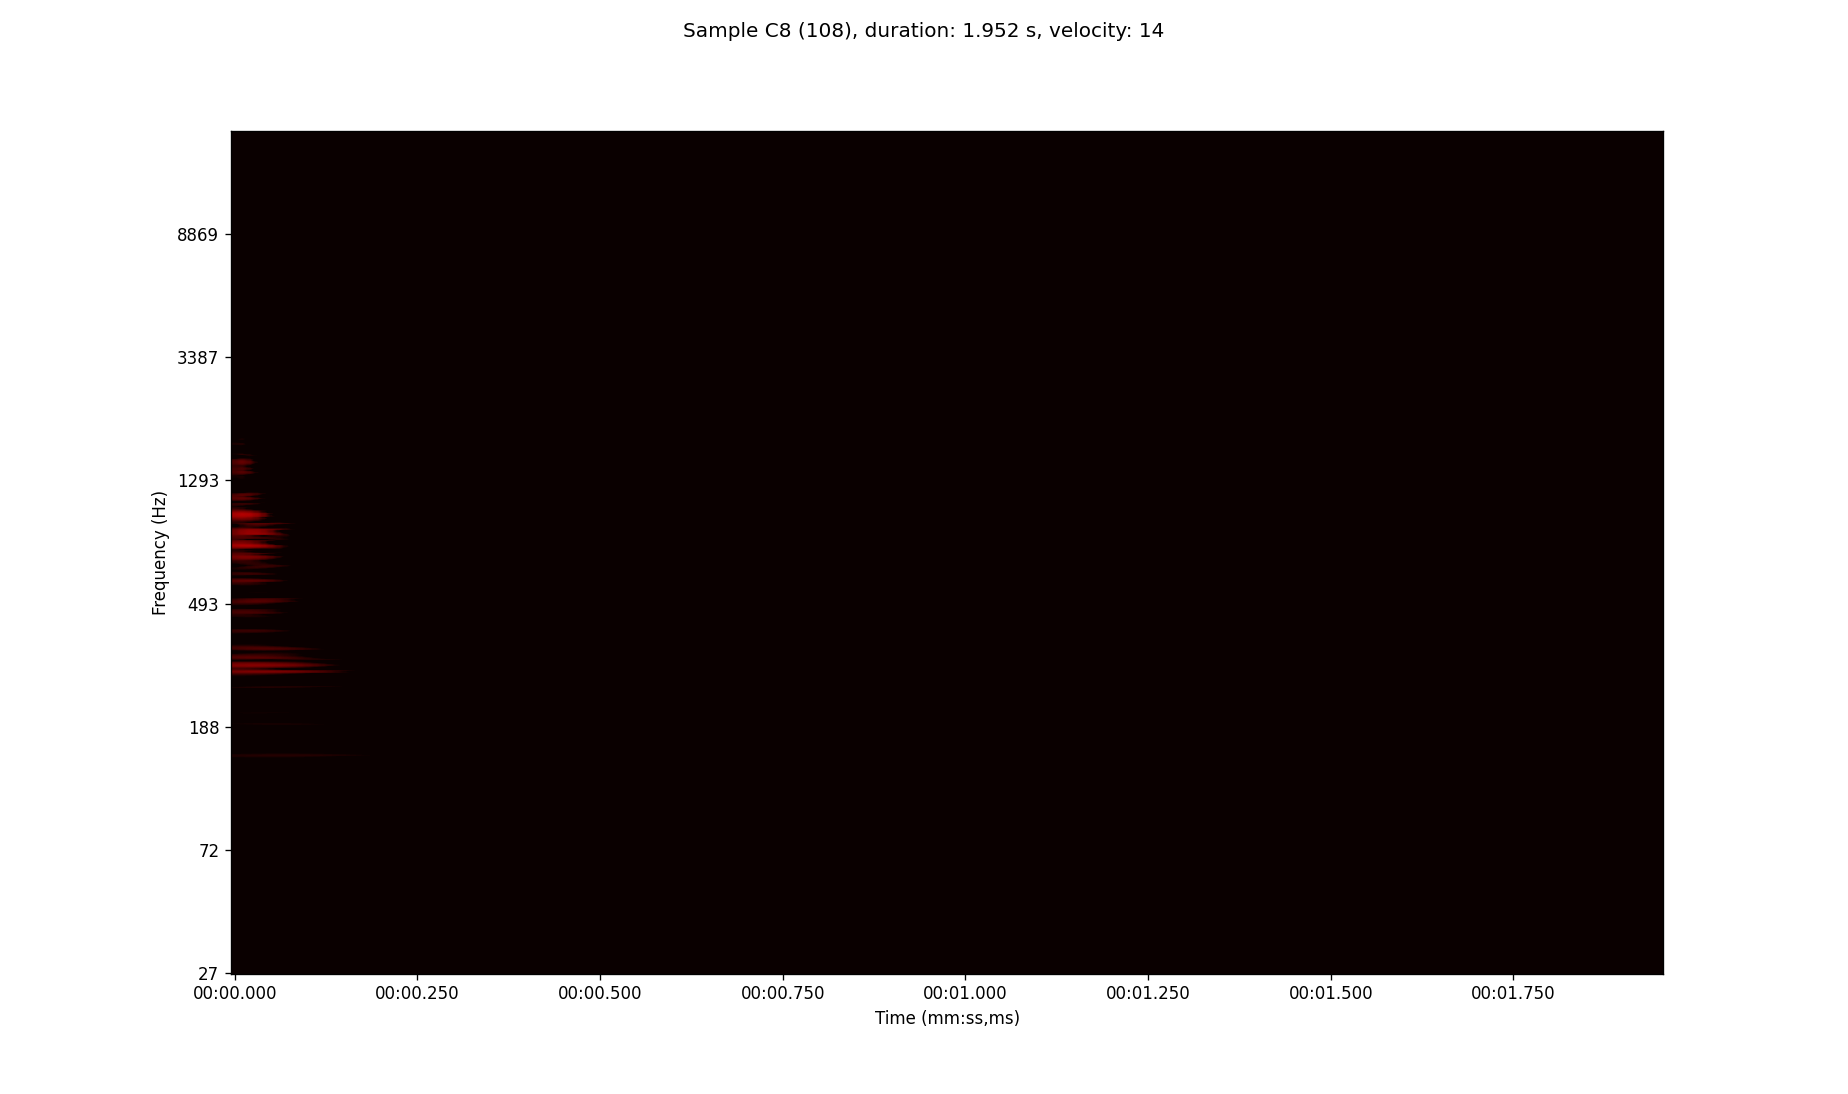 Sample C8 (108), duration: 1.952 s, velocity: 14
8869
3387
1293
493
188
72
27
Frequency (Hz)
00:00.000 00:00.250 00:00.500 00:00.750 00:01.000 00:01.250 00:01.500 00:01.750
Time (mm:ss,ms)